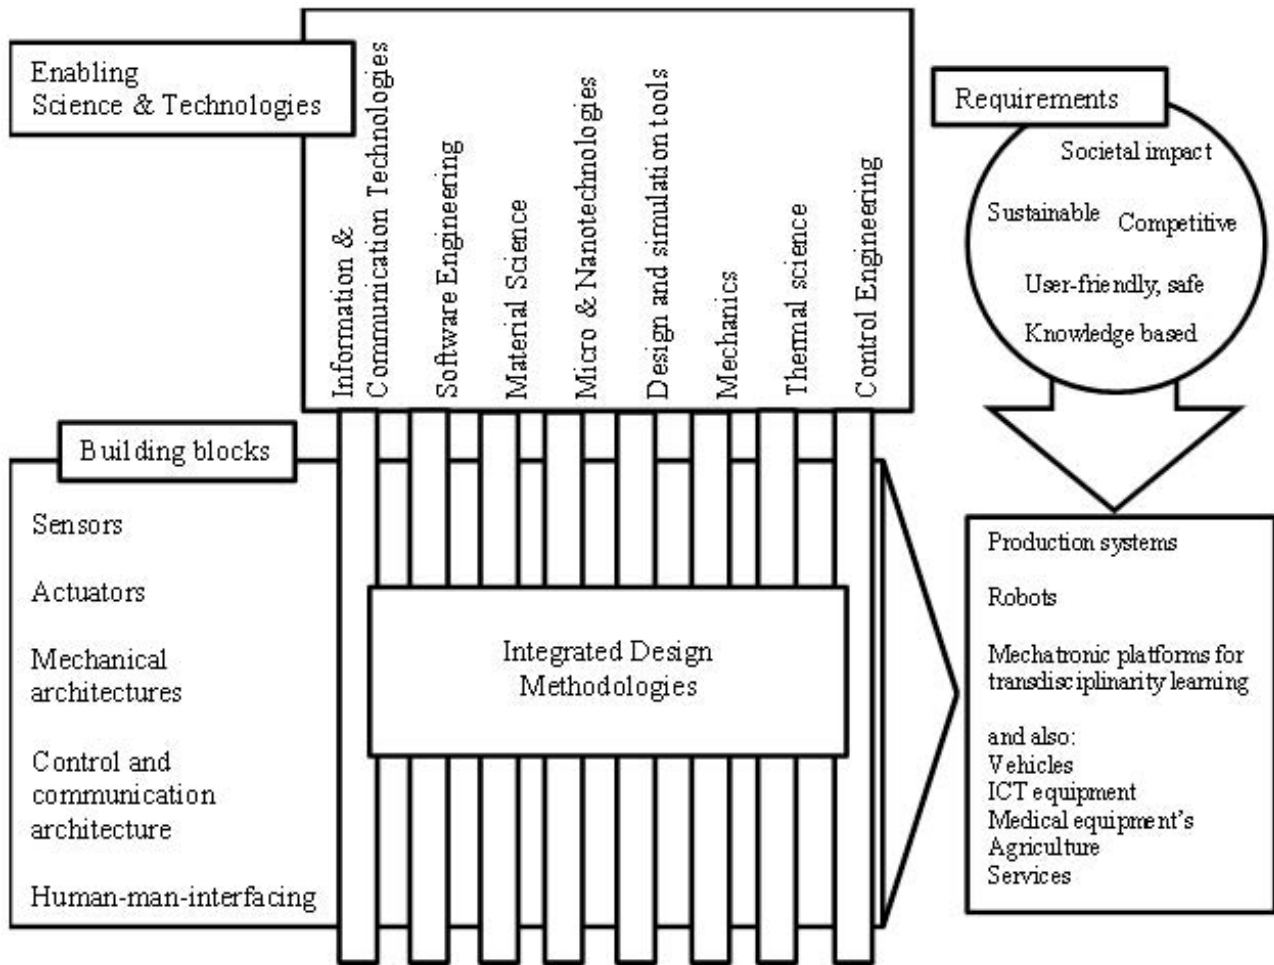 Enabling
Science & Technologies
Information &
Communication Technologies
Software Engineering
Material Science
Micro & Nanotechnologies
Design and simulation tools
Mechanics
Thermal science
Control Engineering
Requirements
Societal impact
Sustainable
Competitive
User-friendly, safe
Knowledge based
Building blocks
Sensors
Actuators
Mechanical
architectures
Control and
communication
architecture
Human-man-interfacing
Integrated Design
Methodologies
Production systems
Robots
Mechatronic platforms for
transdisciplinarity learning
and also:
Vehicles
ICT equipment
Medical equipment's
Agriculture
Services